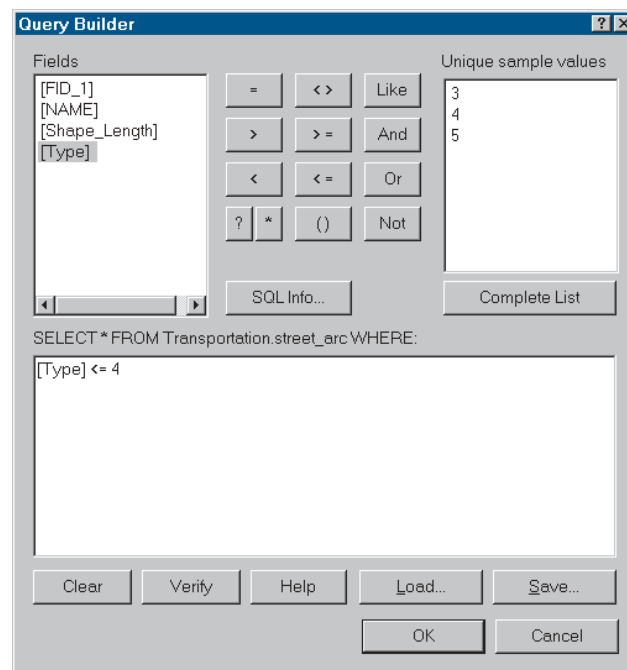 Query Builder
Fields
Unique sample values
[FID_1]
[NAME]
[Shape_Length]
[Type]
= <> Like
> >= And
< <= Or
? * () Not
3
4
5
SQL Info...
Complete List
SELECT * FROM Transportation.street_arc WHERE:
[Type] <= 4
Clear Verify Help Load... Save...
OK Cancel